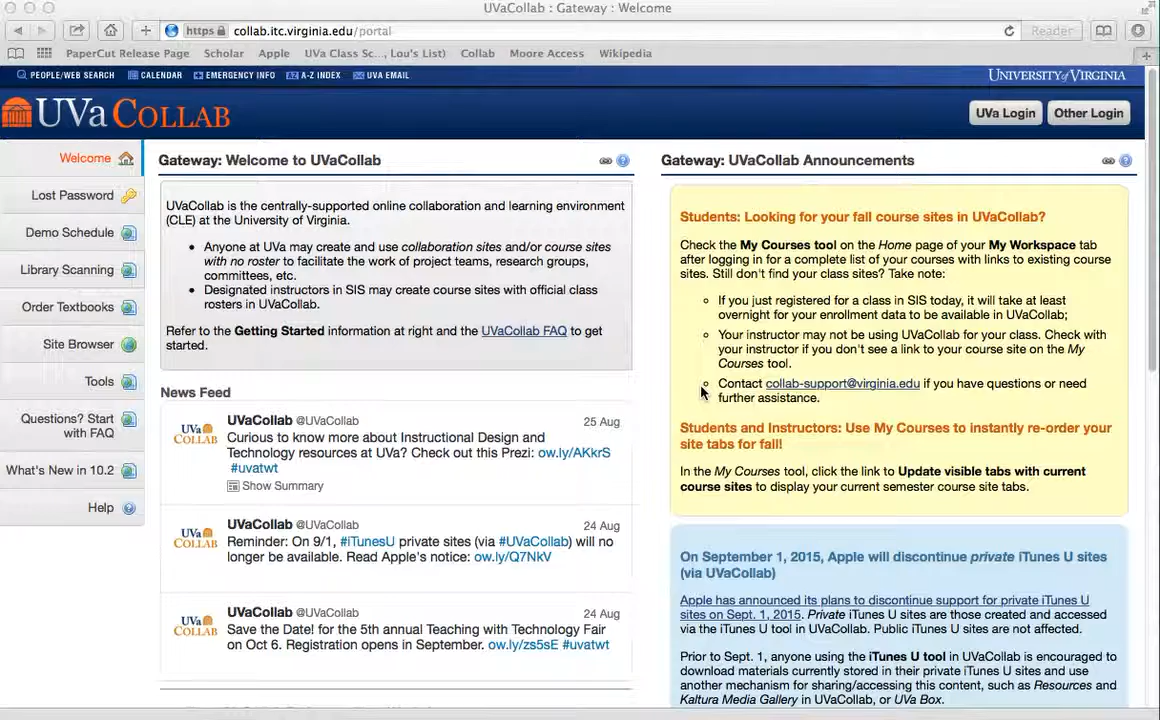 UVaCollab : Gateway : Welcome
https collab.itc.virginia.edu/portal
Reader
PaperCut Release Page Scholar Apple UVa Class Sc... , Lou's List) Collab Moore Access Wikipedia
PEOPLE/WEB SEARCH CALENDAR EMERGENCY INFO A-Z INDEX UVA EMAIL
UNIVERSITY of VIRGINIA
UVa COLLAB
UVa Login Other Login
Welcome
Lost Password
Demo Schedule
Library Scanning
Order Textbooks
Site Browser
Tools
Questions? Start
with FAQ
What's New in 10.2
Help
Gateway: Welcome to UVaCollab
UVaCollab is the centrally-supported online collaboration and learning environment
(CLE) at the University of Virginia.
Anyone at UVa may create and use collaboration sites and/or course sites
with no roster to facilitate the work of project teams, research groups,
committees, etc.
Designated instructors in SIS may create course sites with official class
rosters in UVaCollab.
Refer to the Getting Started information at right and the UVaCollab FAQ to get
started.
News Feed
UVa COLLAB
UVaCollab @UVaCollab 25 Aug
Curious to know more about Instructional Design and
Technology resources at UVa? Check out this Prezi: ow.ly/AKkrS
#uvatwt
Show Summary
UVa COLLAB
UVaCollab @UVaCollab 24 Aug
Reminder: On 9/1, #iTunesU private sites (via #UVaCollab) will no
longer be available. Read Apple's notice: ow.ly/Q7NkV
UVa COLLAB
UVaCollab @UVaCollab 24 Aug
Save the Date! for the 5th annual Teaching with Technology Fair
on Oct 6. Registration opens in September. ow.ly/zs5sE #uvatwt
Gateway: UVaCollab Announcements
Students: Looking for your fall course sites in UVaCollab?
Check the My Courses tool on the Home page of your My Workspace tab
after logging in for a complete list of your courses with links to existing course
sites. Still don't find your class sites? Take note:
If you just registered for a class in SIS today, it will take at least
overnight for your enrollment data to be available in UVaCollab;
Your instructor may not be using UVaCollab for your class. Check with
your instructor if you don't see a link to your course site on the My
Courses tool.
Contact collab-support@virginia.edu if you have questions or need
further assistance.
Students and Instructors: Use My Courses to instantly re-order your
site tabs for fall!
In the My Courses tool, click the link to Update visible tabs with current
course sites to display your current semester course site tabs.
On September 1, 2015, Apple will discontinue private iTunes U sites
(via UVaCollab)
Apple has announced its plans to discontinue support for private iTunes U
sites on Sept. 1, 2015. Private iTunes U sites are those created and accessed
via the iTunes U tool in UVaCollab. Public iTunes U sites are not affected.
Prior to Sept. 1, anyone using the iTunes U tool in UVaCollab is encouraged to
download materials currently stored in their private iTunes U sites and use
another mechanism for sharing/accessing this content, such as Resources and
Kaltura Media Gallery in UVaCollab, or UVa Box.